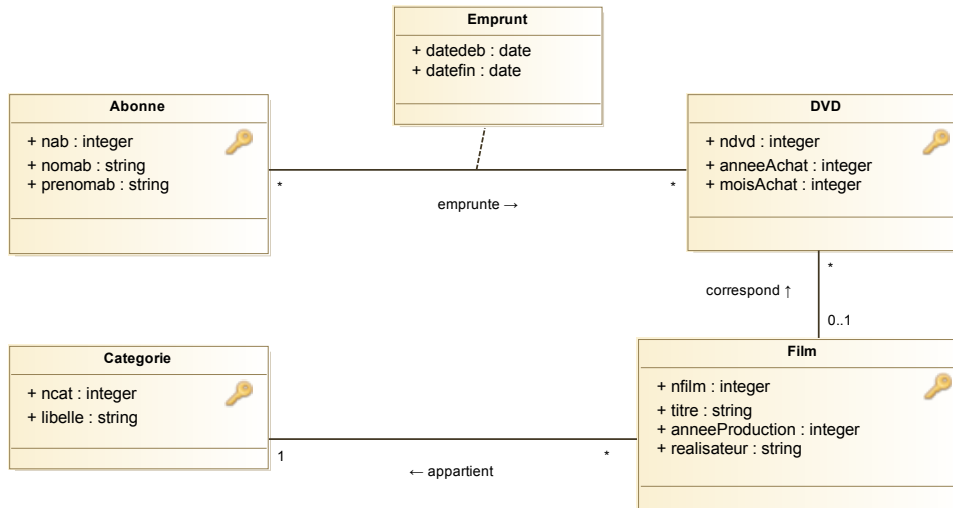 Emprunt
+ datedeb : date
+ datefin : date
Abonne
+ nab : integer
+ nomab : string
+ prenomab : string
DVD
+ ndvd : integer
+ anneeAchat : integer
+ moisAchat : integer
*
*
emprunte →
*
correspond ↑
0..1
Categorie
+ ncat : integer
+ libelle : string
Film
+ nfilm : integer
+ titre : string
+ anneeProduction : integer
+ realisateur : string
1
*
← appartient